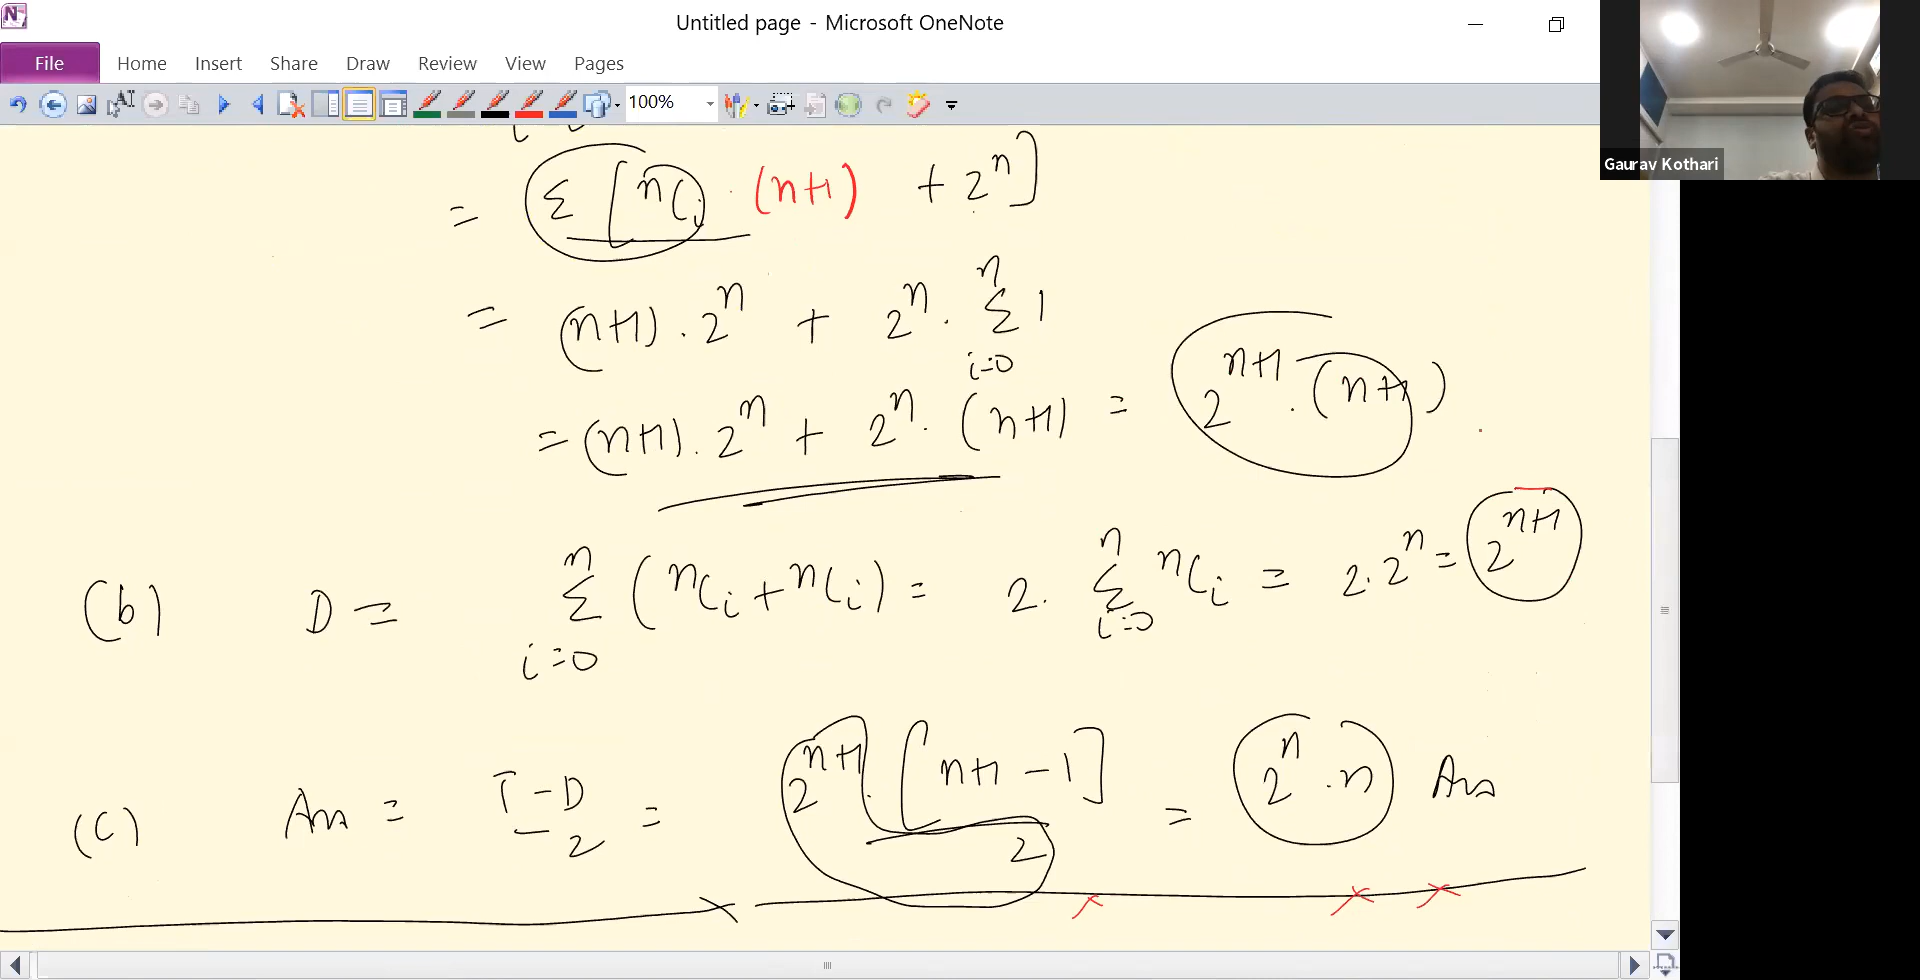 Untitled page - Microsoft OneNote
File Home Insert Share Draw Review View Pages
100%
Gaurav Kothari
= Σ [ⁿCᵢ · (n+1) + 2ⁿ]
= (n+1) · 2ⁿ + 2ⁿ · Σ 1
n
i=0
= (n+1) · 2ⁿ + 2ⁿ · (n+1) = 2ⁿ⁺¹ · (n+1)
(b) D = Σ (ⁿCᵢ + ⁿCᵢ) = 2 · Σ ⁿCᵢ = 2 · 2ⁿ = 2ⁿ⁺¹
n n
i=0 i=0
(c) Ans = T - D / 2 = 2ⁿ⁺¹ · [n+1 - 1] / 2 = 2ⁿ · n Ans